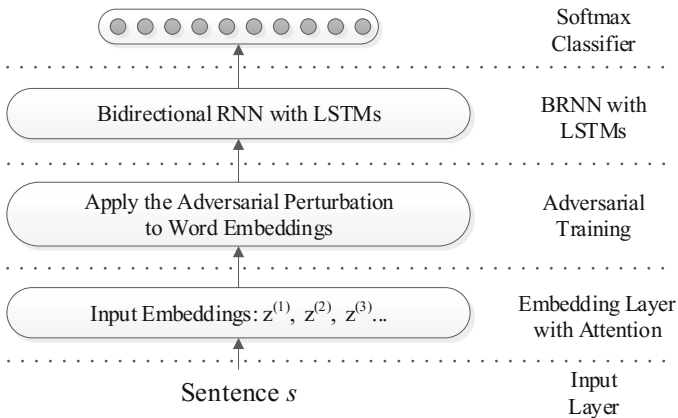 Softmax
Classifier
Bidirectional RNN with LSTMs
BRNN with
LSTMs
Apply the Adversarial Perturbation
to Word Embeddings
Adversarial
Training
Input Embeddings: z⁽¹⁾, z⁽²⁾, z⁽³⁾...
Embedding Layer
with Attention
Sentence s
Input
Layer